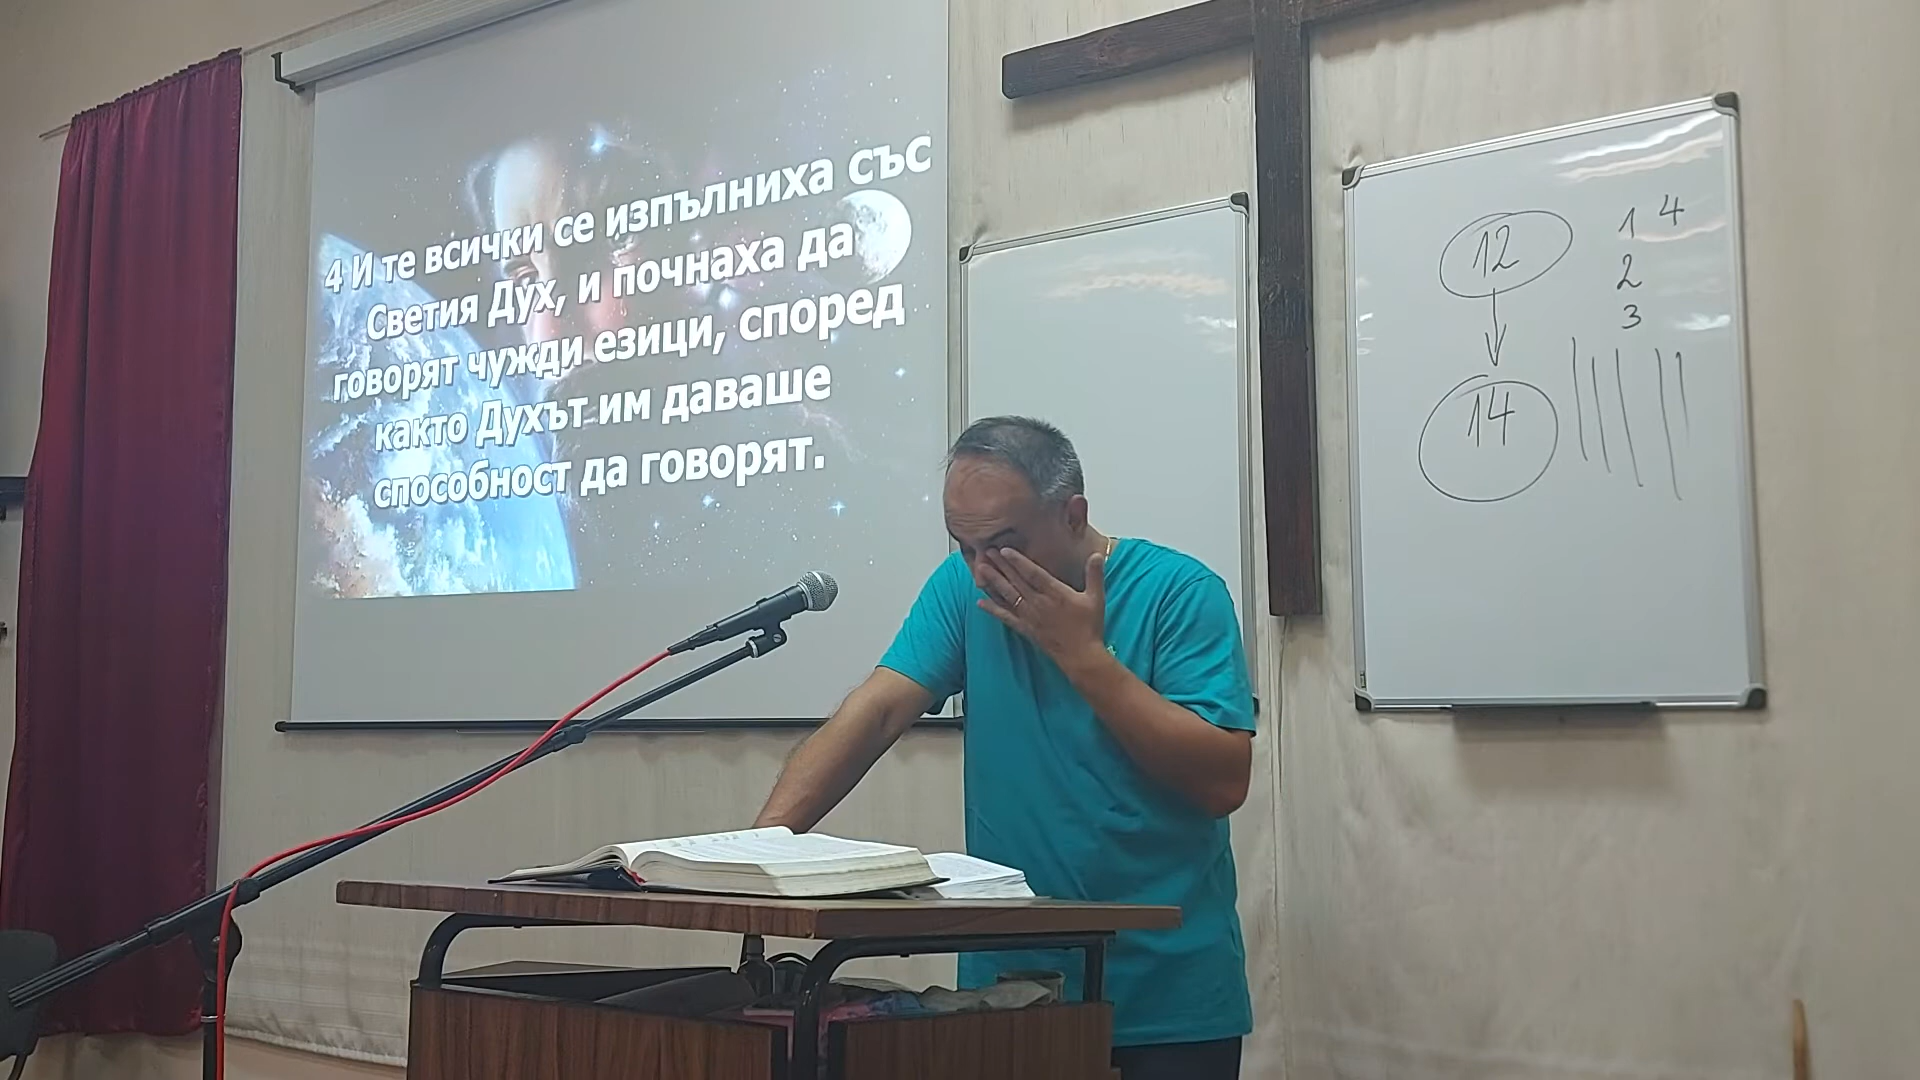 4 И те всички се изпълниха със
Светия Дух, и почнаха да
говорят чужди езици, според
както Духът им даваше
способност да говорят.
12
14
1 4
2
3